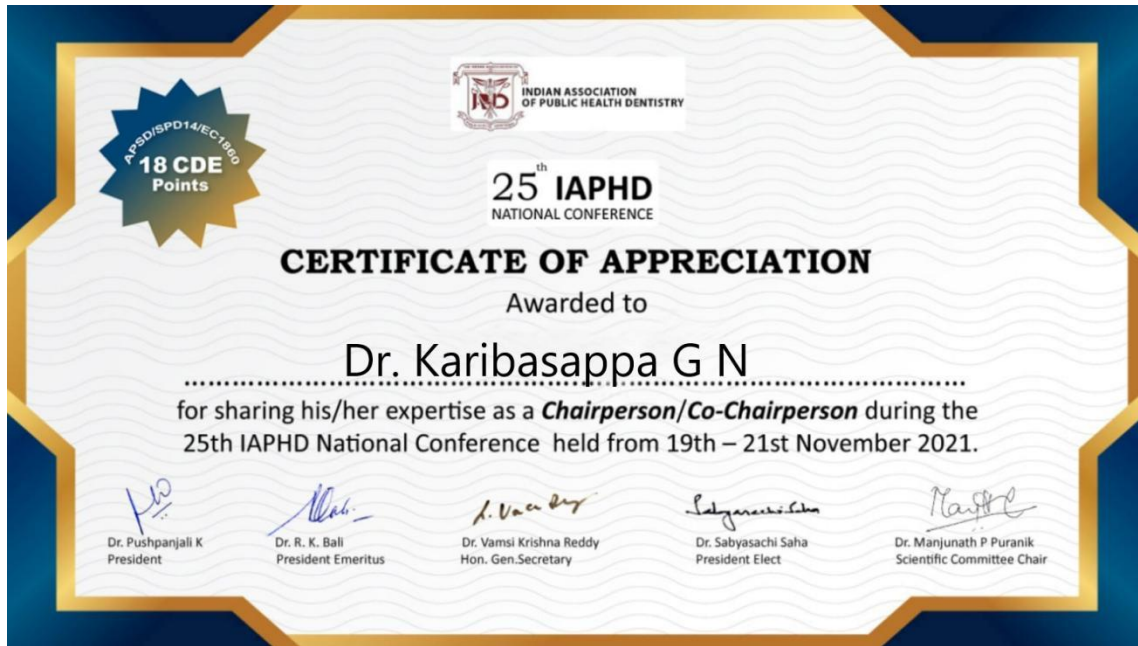 INDIAN ASSOCIATION
OF PUBLIC HEALTH DENTISTRY
APSD/SPD14/EC1860
18 CDE
Points
25th IAPHD
NATIONAL CONFERENCE
CERTIFICATE OF APPRECIATION
Awarded to
Dr. Karibasappa G N
for sharing his/her expertise as a Chairperson/Co-Chairperson during the
25th IAPHD National Conference held from 19th – 21st November 2021.
Dr. Pushpanjali K
President
Dr. R. K. Bali
President Emeritus
Dr. Vamsi Krishna Reddy
Hon. Gen.Secretary
Dr. Sabyasachi Saha
President Elect
Dr. Manjunath P Puranik
Scientific Committee Chair